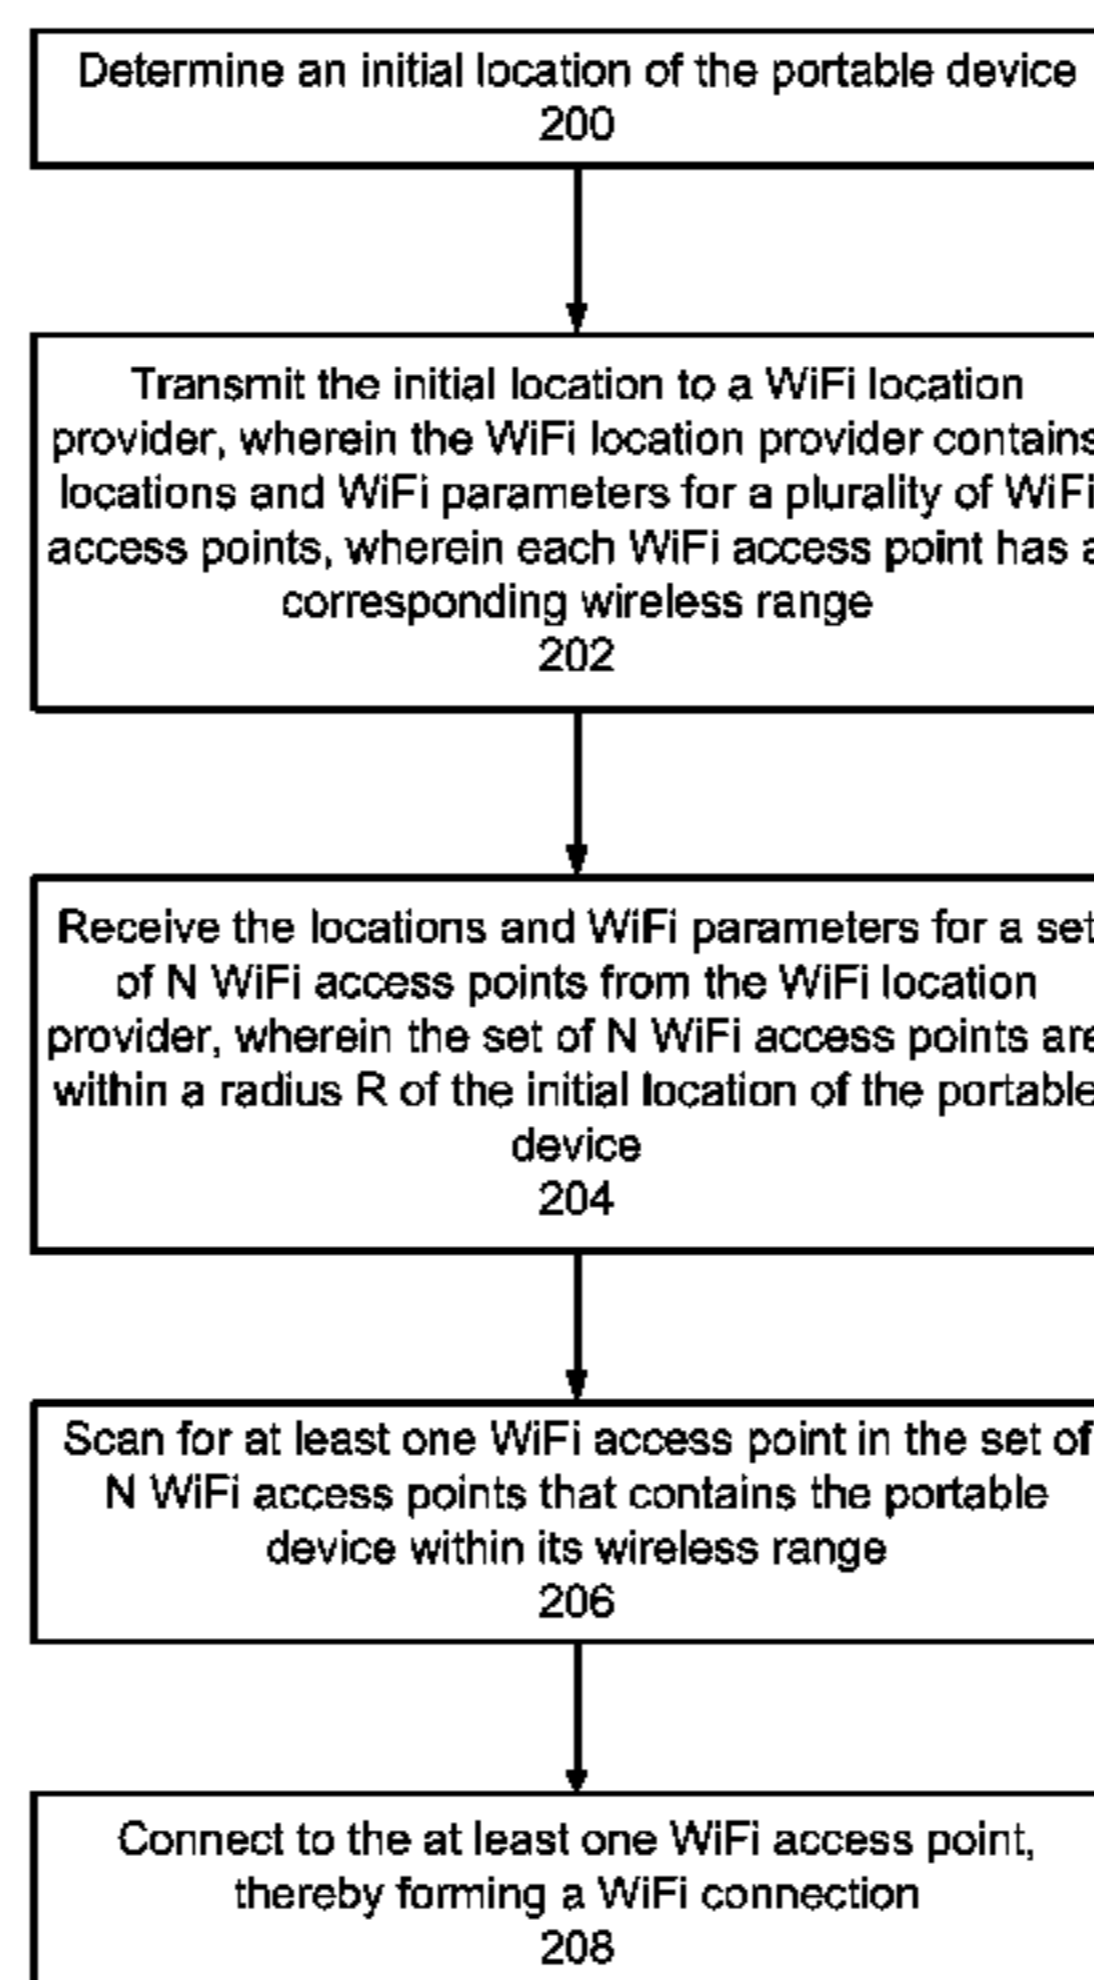 Determine an initial location of the portable device
200
Transmit the initial location to a WiFi location
provider, wherein the WiFi location provider contains
locations and WiFi parameters for a plurality of WiFi
access points, wherein each WiFi access point has a
corresponding wireless range
202
Receive the locations and WiFi parameters for a set
of N WiFi access points from the WiFi location
provider, wherein the set of N WiFi access points are
within a radius R of the initial location of the portable
device
204
Scan for at least one WiFi access point in the set of
N WiFi access points that contains the portable
device within its wireless range
206
Connect to the at least one WiFi access point,
thereby forming a WiFi connection
208